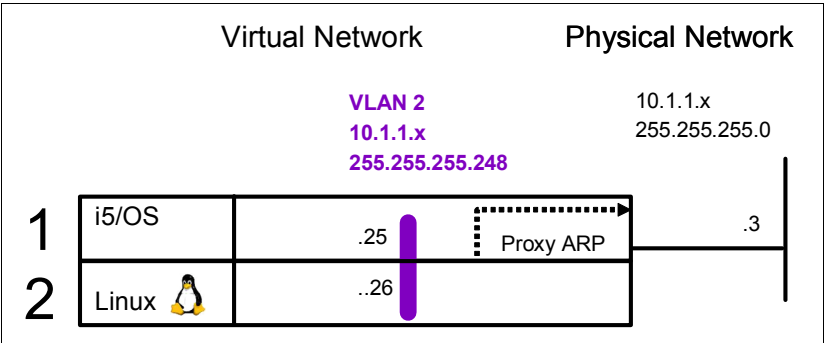 Virtual Network
Physical Network
VLAN 2
10.1.1.x
255.255.255.248
10.1.1.x
255.255.255.0
1
i5/OS
.25
Proxy ARP
.3
2
Linux
..26